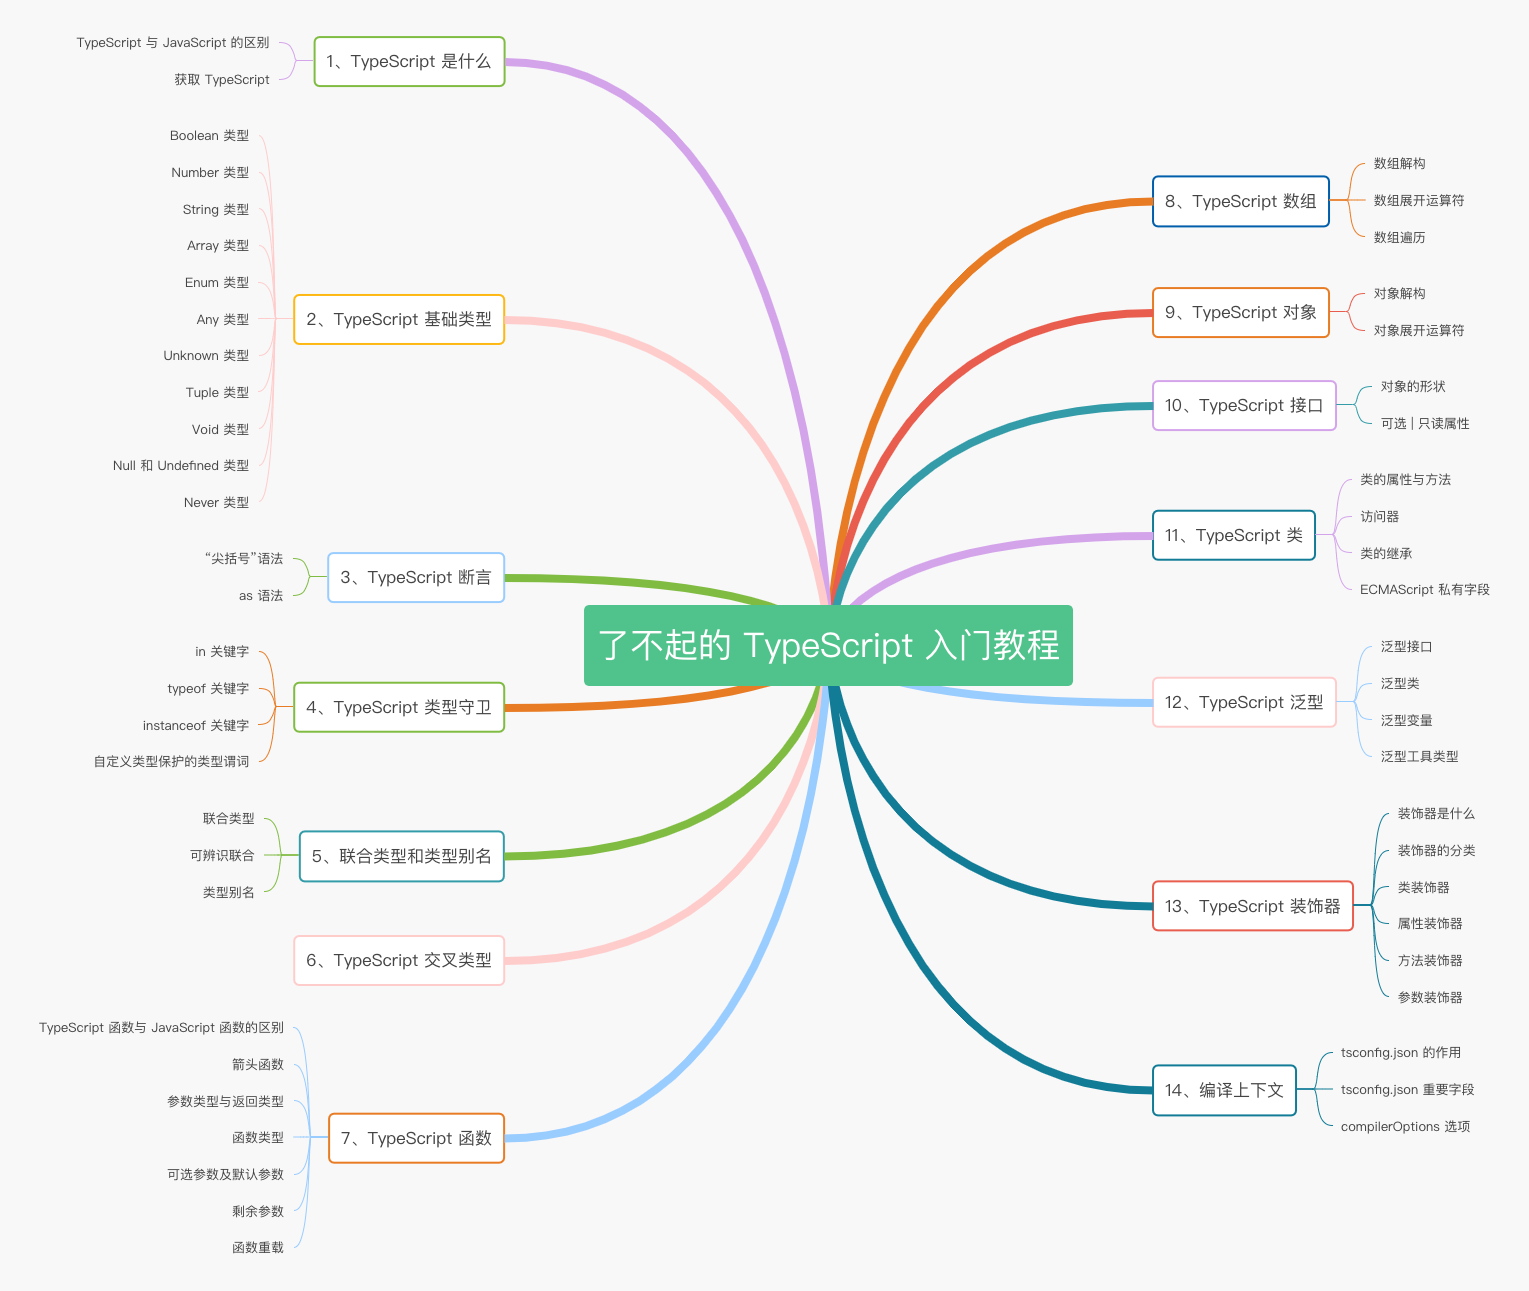 了不起的 TypeScript 入门教程
1、TypeScript 是什么
TypeScript 与 JavaScript 的区别
获取 TypeScript
2、TypeScript 基础类型
Boolean 类型
Number 类型
String 类型
Array 类型
Enum 类型
Any 类型
Unknown 类型
Tuple 类型
Void 类型
Null 和 Undefined 类型
Never 类型
3、TypeScript 断言
“尖括号”语法
as 语法
4、TypeScript 类型守卫
in 关键字
typeof 关键字
instanceof 关键字
自定义类型保护的类型谓词
5、联合类型和类型别名
联合类型
可辨识联合
类型别名
6、TypeScript 交叉类型
7、TypeScript 函数
TypeScript 函数与 JavaScript 函数的区别
箭头函数
参数类型与返回类型
函数类型
可选参数及默认参数
剩余参数
函数重载
8、TypeScript 数组
数组解构
数组展开运算符
数组遍历
9、TypeScript 对象
对象解构
对象展开运算符
10、TypeScript 接口
对象的形状
可选 | 只读属性
11、TypeScript 类
类的属性与方法
访问器
类的继承
ECMAScript 私有字段
12、TypeScript 泛型
泛型接口
泛型类
泛型变量
泛型工具类型
13、TypeScript 装饰器
装饰器是什么
装饰器的分类
类装饰器
属性装饰器
方法装饰器
参数装饰器
14、编译上下文
tsconfig.json 的作用
tsconfig.json 重要字段
compilerOptions 选项